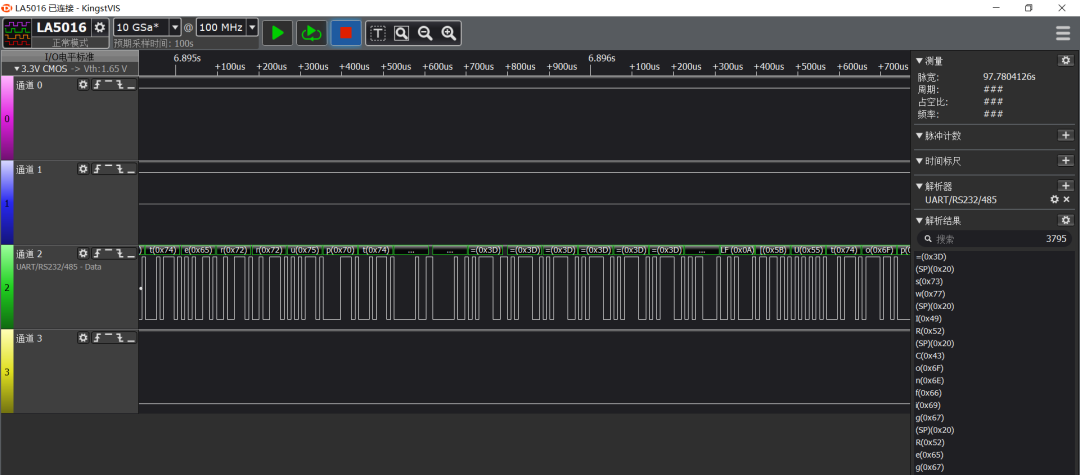 LA5016 已连接 - KingstVIS
LA5016
10 GSa* @ 100 MHz
正常模式 预期采样时间: 100s
I/O电平标准
3.3V CMOS -> Vth:1.65 V
6.895s 6.896s
+100us +200us +300us +400us +500us +600us +700us +800us +900us +100us +200us +300us +400us +500us +600us +700us
通道 0
0
通道 1
1
通道 2
UART/RS232/485 - Data
2
t(0x74) e(0x65) r(0x72) r(0x72) u(0x75) p(0x70) t(0x74) ... ... =(0x3D) =(0x3D) =(0x3D) =(0x3D) =(0x3D) =(0x3D) ... LF (0x0A) U(0x55) t(0x74) o(0x6F)
通道 3
3
测量
脉宽: 97.7804126s
周期: ###
占空比: ###
频率: ###
脉冲计数
时间标尺
解析器
UART/RS232/485
解析结果
搜索 3795
=(0x3D)
(SP)(0x20)
s(0x73)
w(0x77)
(SP)(0x20)
I(0x49)
R(0x52)
(SP)(0x20)
C(0x43)
o(0x6F)
n(0x6E)
f(0x66)
i(0x69)
g(0x67)
(SP)(0x20)
R(0x52)
e(0x65)
g(0x67)